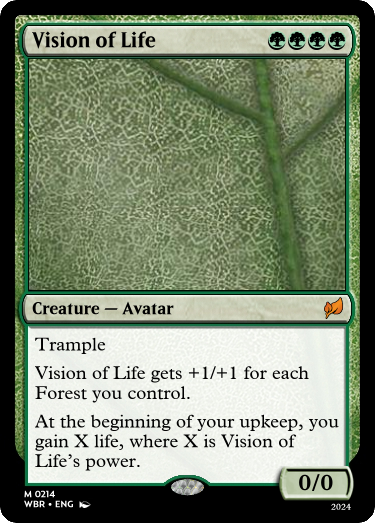 Vision of Life
Creature — Avatar
Trample
Vision of Life gets +1/+1 for each
Forest you control.
At the beginning of your upkeep, you
gain X life, where X is Vision of
Life's power.
0/0
M 0214
WBR • ENG
2024